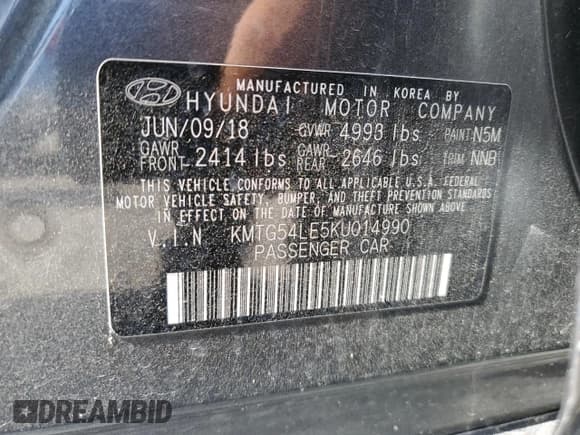 MANUFACTURED IN KOREA BY
HYUNDAI MOTOR COMPANY
JUN/09/18 GVWR 4993 lbs PAINT N5M
GAWR FRONT 2414 lbs GAWR REAR 2646 lbs TRIM NNB
THIS VEHICLE CONFORMS TO ALL APPLICABLE U.S.A. FEDERAL
MOTOR VEHICLE SAFETY, BUMPER, AND THEFT PREVENTION STANDARDS
IN EFFECT ON THE DATE OF MANUFACTURE SHOWN ABOVE.
V.I.N KMTG54LE5KU014990
PASSENGER CAR
DREAMBID